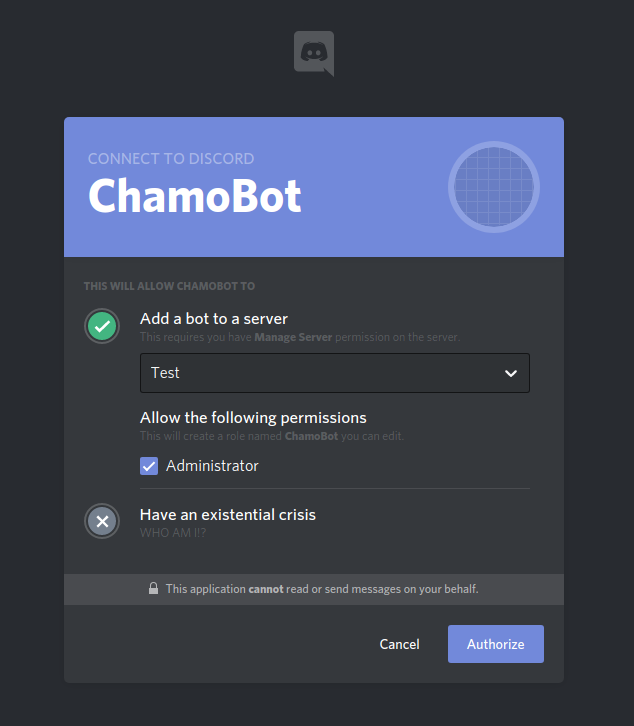 CONNECT TO DISCORD
ChamoBot
THIS WILL ALLOW CHAMOBOT TO
Add a bot to a server
This requires you have Manage Server permission on the server.
Test
Allow the following permissions
This will create a role named ChamoBot you can edit.
Administrator
Have an existential crisis
WHO AM I!?
This application cannot read or send messages on your behalf.
Cancel
Authorize